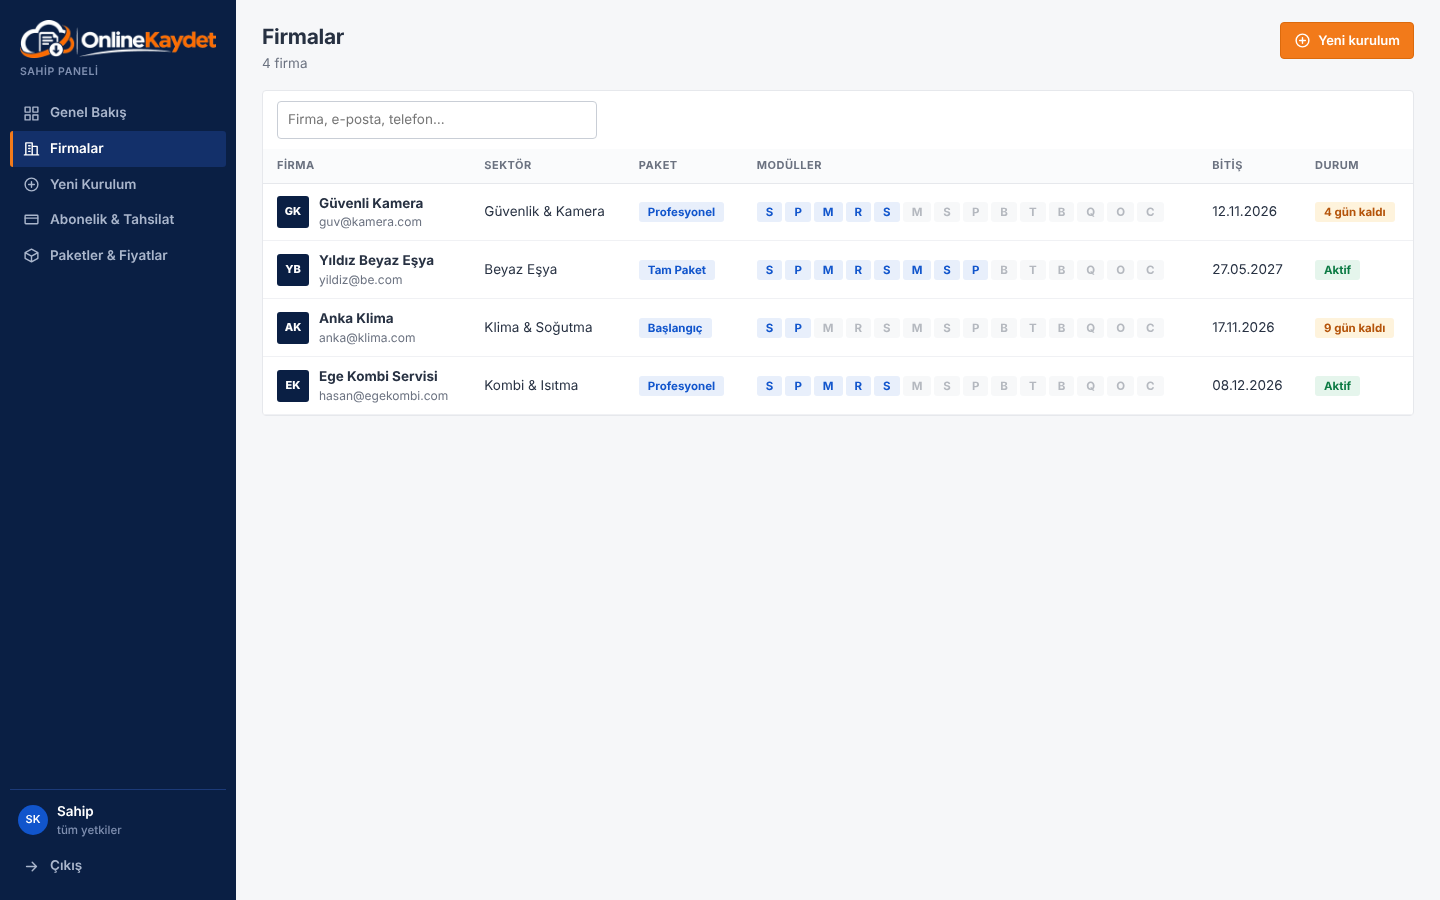 OnlineKaydet
SAHİP PANELİ
Genel Bakış
Firmalar
Yeni Kurulum
Abonelik & Tahsilat
Paketler & Fiyatlar
SK
Sahip
tüm yetkiler
Çıkış
Firmalar
4 firma
Yeni kurulum
Firma, e-posta, telefon...
FİRMA SEKTÖR PAKET MODÜLLER BİTİŞ DURUM
GK Güvenli Kamera guv@kamera.com Güvenlik & Kamera Profesyonel S P M R S M S P B T B Q O C 12.11.2026 4 gün kaldı
YB Yıldız Beyaz Eşya yildiz@be.com Beyaz Eşya Tam Paket S P M R S M S P B T B Q O C 27.05.2027 Aktif
AK Anka Klima anka@klima.com Klima & Soğutma Başlangıç S P M R S M S P B T B Q O C 17.11.2026 9 gün kaldı
EK Ege Kombi Servisi hasan@egekombi.com Kombi & Isıtma Profesyonel S P M R S M S P B T B Q O C 08.12.2026 Aktif